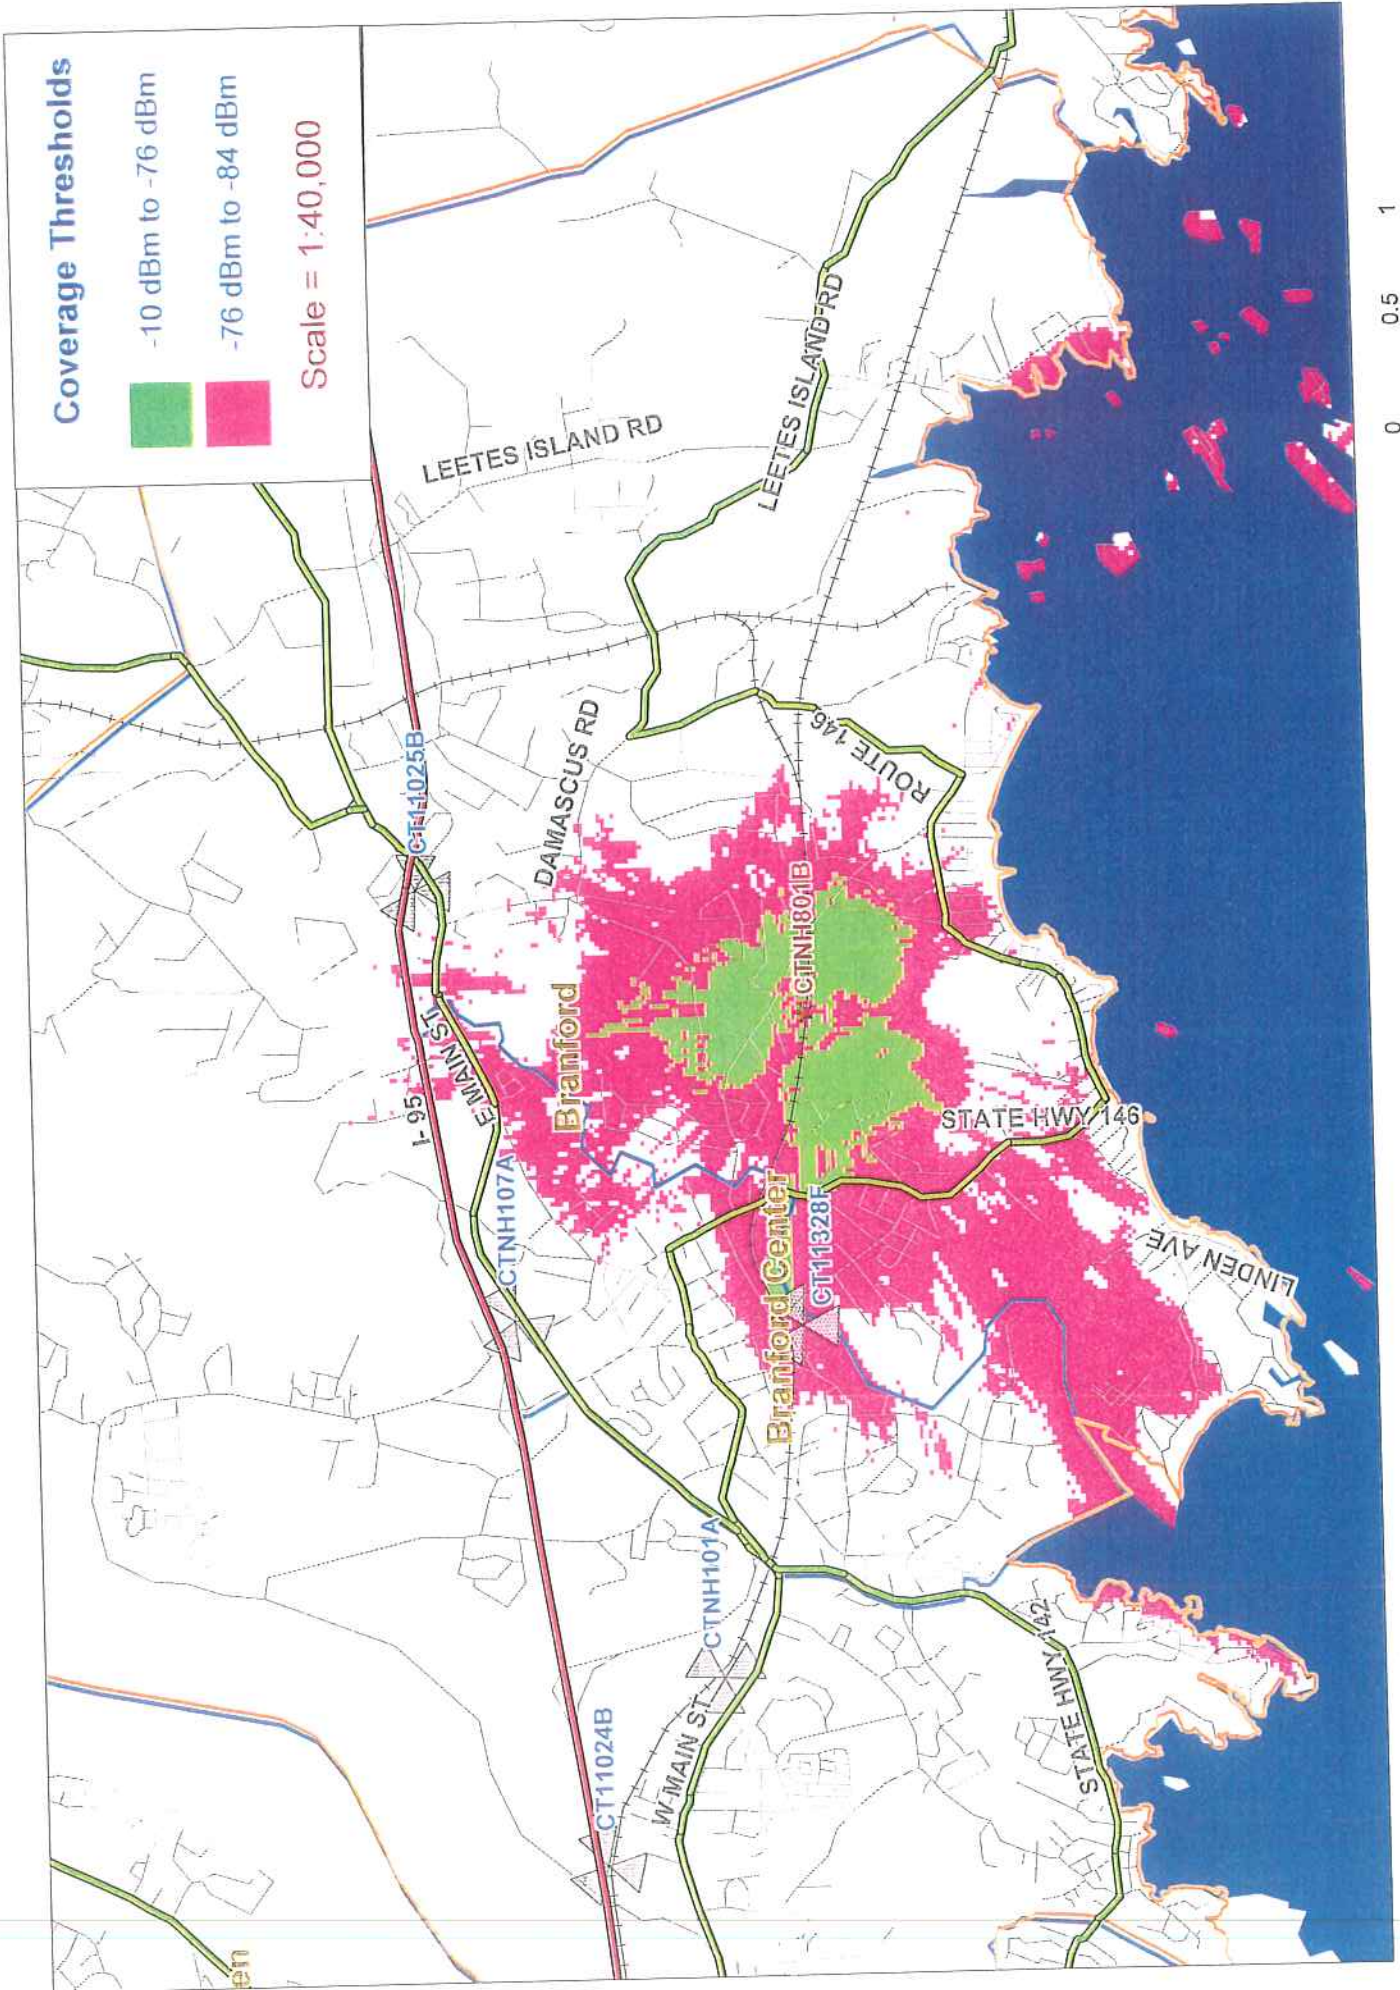 Coverage Thresholds
-10 dBm to -76 dBm
-76 dBm to -84 dBm
Scale = 1:40,000
LEETES ISLAND RD
LEETES ISLAND RD
CT11025B
DAMASCUS RD
ROUTE 146
I- 95
E MAIN ST
Branford
CTNH801B
CTNH107A
STATE HWY 146
Branford Center
CT11328F
LINDEN AVE
CTNH101A
CT11024B
W MAIN ST
STATE HWY 142
en
0 0.5 1